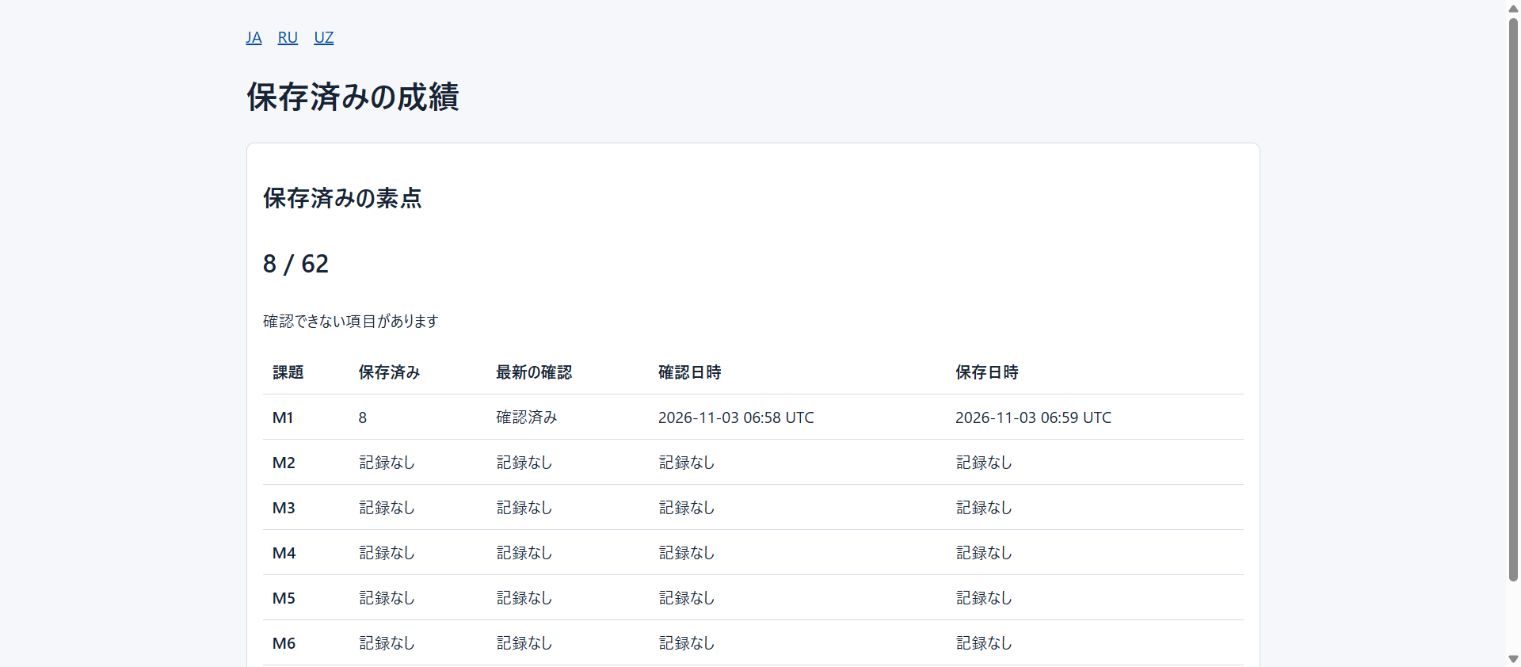 JA RU UZ
保存済みの成績
保存済みの素点
8 / 62
確認できない項目があります
課題 保存済み 最新の確認 確認日時 保存日時
M1 8 確認済み 2026-11-03 06:58 UTC 2026-11-03 06:59 UTC
M2 記録なし 記録なし 記録なし 記録なし
M3 記録なし 記録なし 記録なし 記録なし
M4 記録なし 記録なし 記録なし 記録なし
M5 記録なし 記録なし 記録なし 記録なし
M6 記録なし 記録なし 記録なし 記録なし